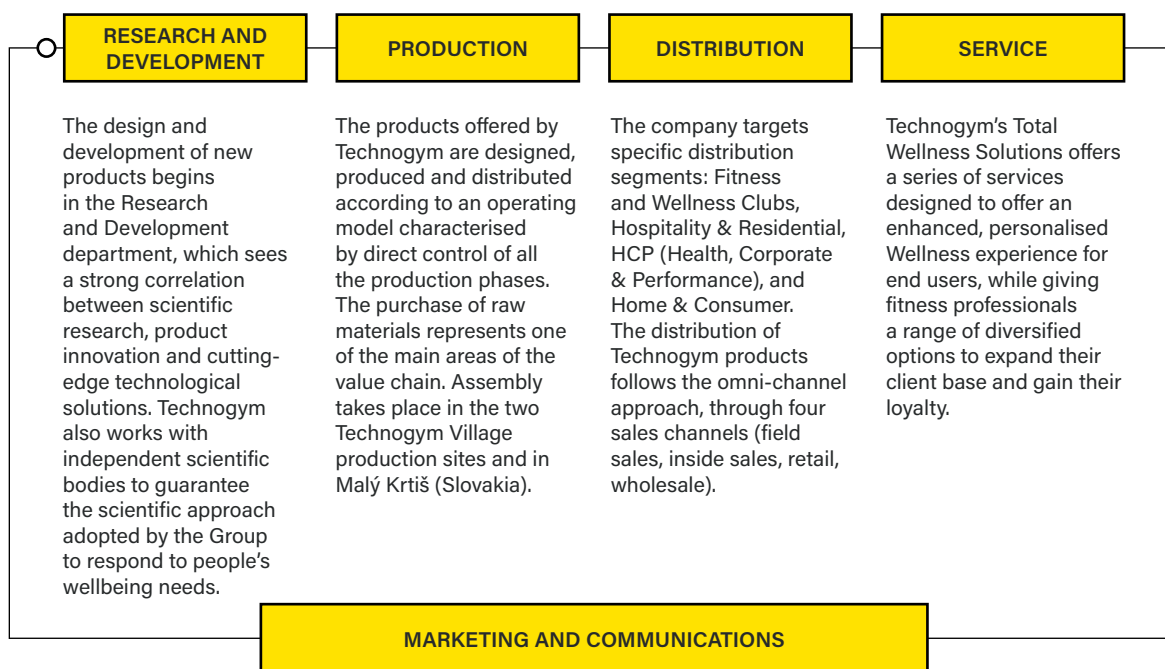 RESEARCH AND
DEVELOPMENT
The design and
development of new
products begins
in the Research
and Development
department, which sees
a strong correlation
between scientific
research, product
innovation and cutting-
edge technological
solutions. Technogym
also works with
independent scientific
bodies to guarantee
the scientific approach
adopted by the Group
to respond to people’s
wellbeing needs.
PRODUCTION
The products offered by
Technogym are designed,
produced and distributed
according to an operating
model characterised
by direct control of all
the production phases.
The purchase of raw
materials represents one
of the main areas of the
value chain. Assembly
takes place in the two
Technogym Village
production sites and in
Malý Krtiš (Slovakia).
DISTRIBUTION
The company targets
specific distribution
segments: Fitness
and Wellness Clubs,
Hospitality & Residential,
HCP (Health, Corporate
& Performance), and
Home & Consumer.
The distribution of
Technogym products
follows the omni-channel
approach, through four
sales channels (field
sales, inside sales, retail,
wholesale).
SERVICE
Technogym’s Total
Wellness Solutions offers
a series of services
designed to offer an
enhanced, personalised
Wellness experience for
end users, while giving
fitness professionals
a range of diversified
options to expand their
client base and gain their
loyalty.
MARKETING AND COMMUNICATIONS